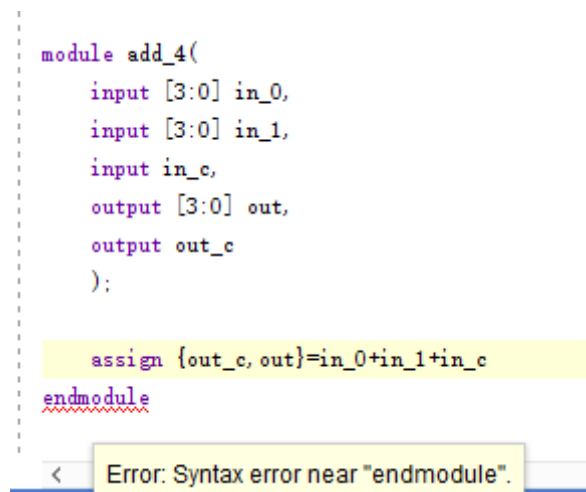 module add_4(
    input [3:0] in_0,
    input [3:0] in_1,
    input in_c,
    output [3:0] out,
    output out_c
    );
    assign {out_c, out}=in_0+in_1+in_c
endmodule
Error: Syntax error near "endmodule".